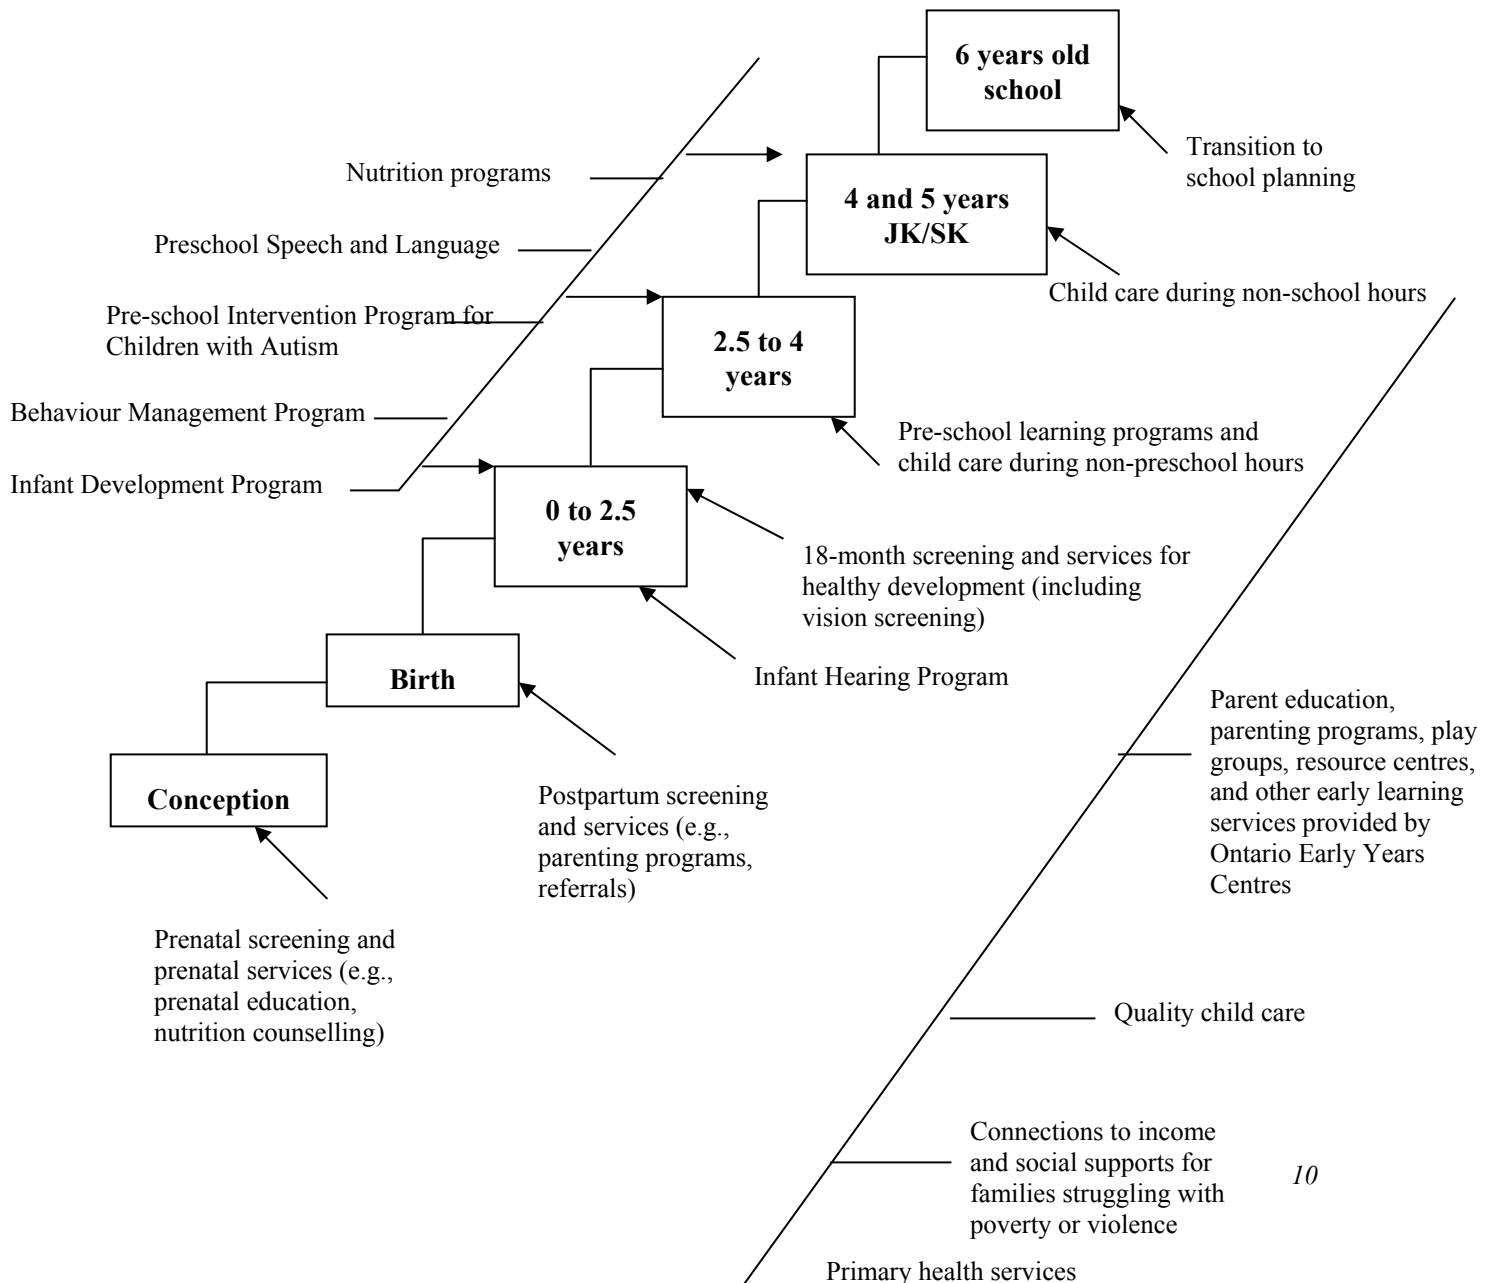 6 years old
school
Transition to
school planning
Nutrition programs
4 and 5 years
JK/SK
Preschool Speech and Language
Child care during non-school hours
Pre-school Intervention Program for
Children with Autism
2.5 to 4
years
Behaviour Management Program
Pre-school learning programs and
child care during non-preschool hours
Infant Development Program
0 to 2.5
years
18-month screening and services for
healthy development (including
vision screening)
Infant Hearing Program
Birth
Parent education,
parenting programs, play
groups, resource centres,
and other early learning
services provided by
Ontario Early Years
Centres
Conception
Postpartum screening
and services (e.g.,
parenting programs,
referrals)
Prenatal screening and
prenatal services (e.g.,
prenatal education,
nutrition counselling)
Quality child care
Connections to income
and social supports for
families struggling with
poverty or violence
10
Primary health services